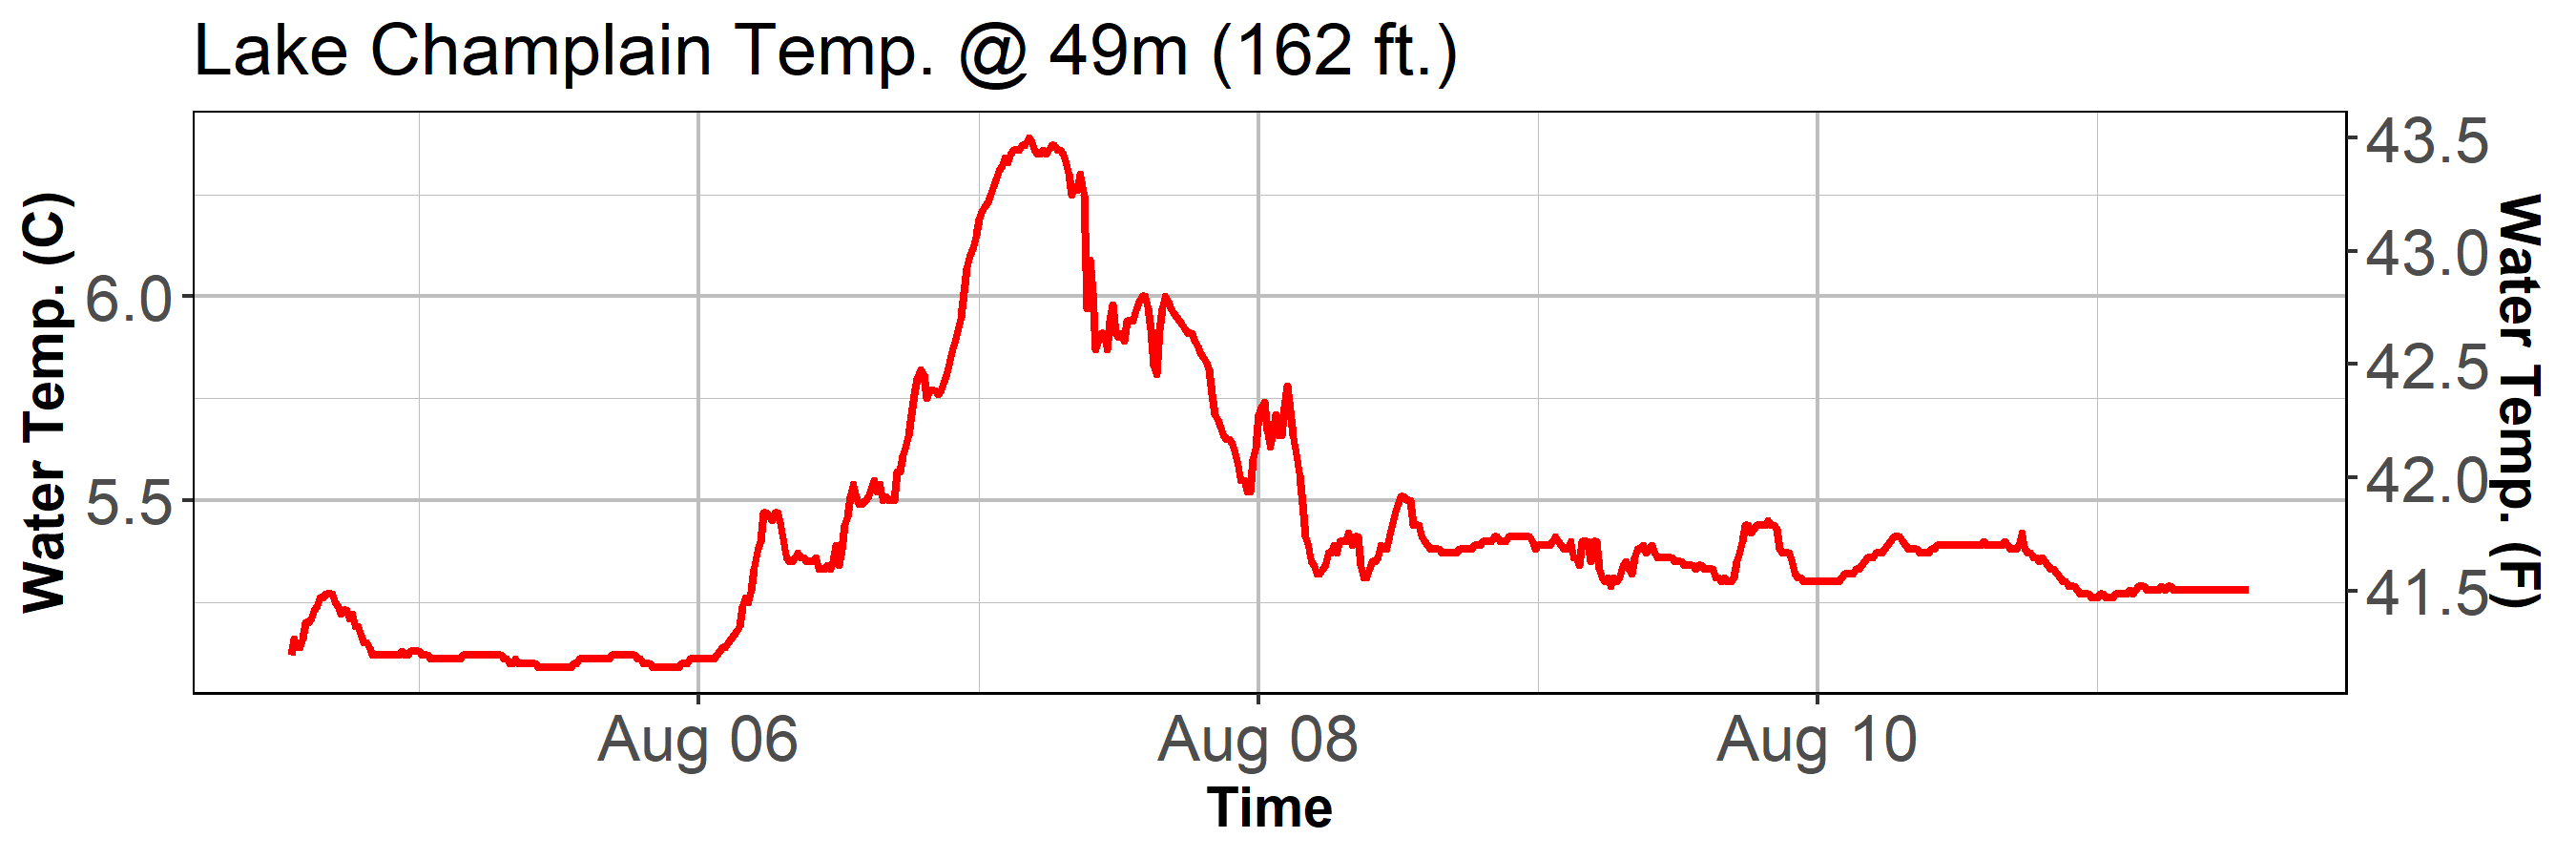 Lake Champlain Temp. @ 49m (162 ft.)
Water Temp. (C)
6.0
5.5
43.5
43.0
42.5
42.0
41.5
Water Temp. (F)
Aug 06
Aug 08
Aug 10
Time